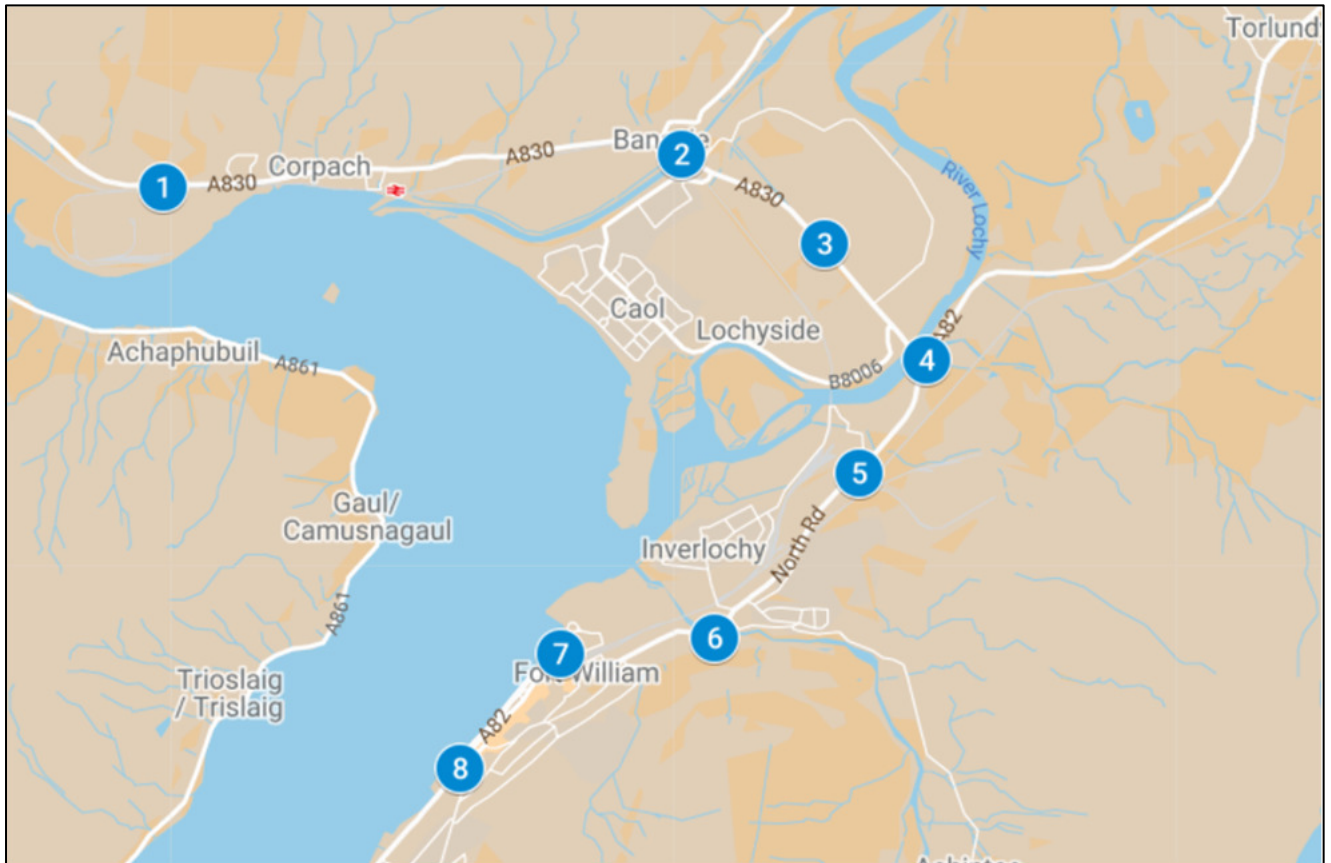 Torlund
Corpach
1
A830
A830
2
A830
River Lochy
3
Caol
Lochyside
A82
4
B8006
Achaphubuil
A861
5
North Rd
Gaul/
Camusnagaul
Inverlochy
A861
6
7
Fort William
Trioslaig
/ Trislaig
A82
8